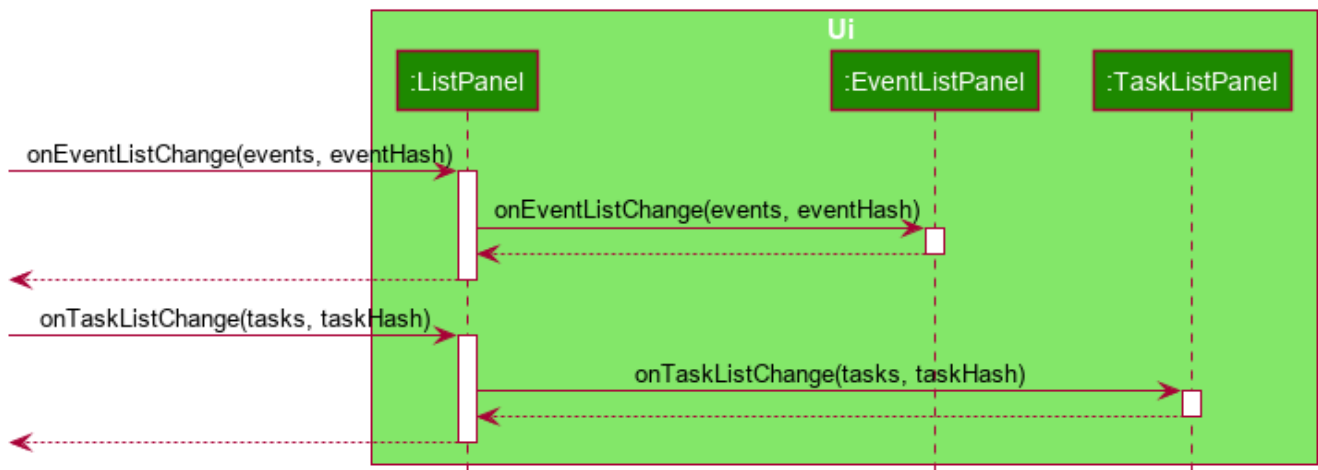 Ui
:ListPanel
:EventListPanel
:TaskListPanel
onEventListChange(events, eventHash)
onEventListChange(events, eventHash)
onTaskListChange(tasks, taskHash)
onTaskListChange(tasks, taskHash)